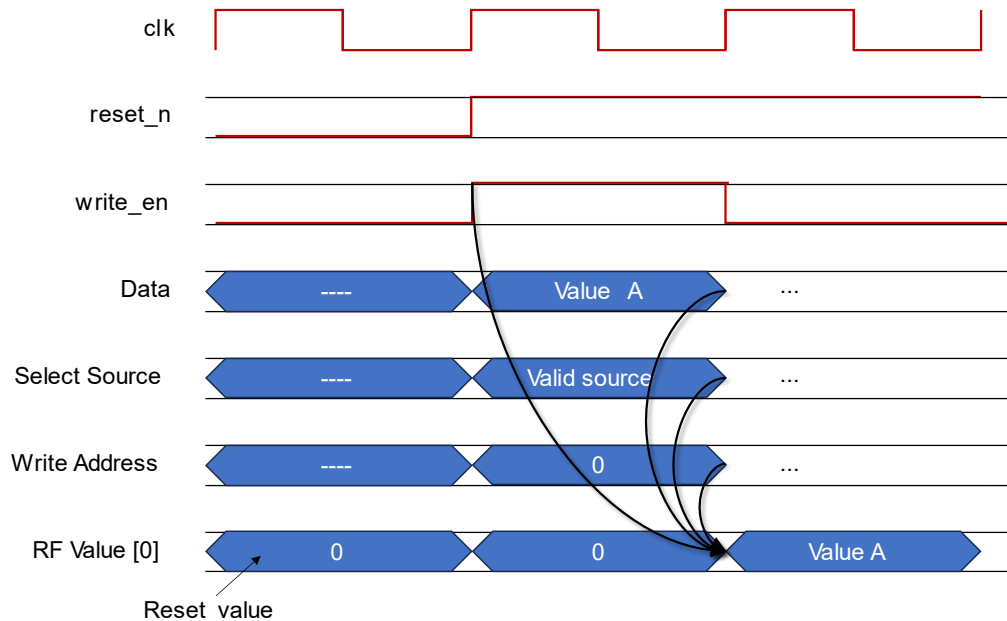 clk
reset_n
write_en
Data ---- Value A ...
Select Source ---- Valid source ...
Write Address ---- 0 ...
RF Value [0] 0 0 Value A
Reset value